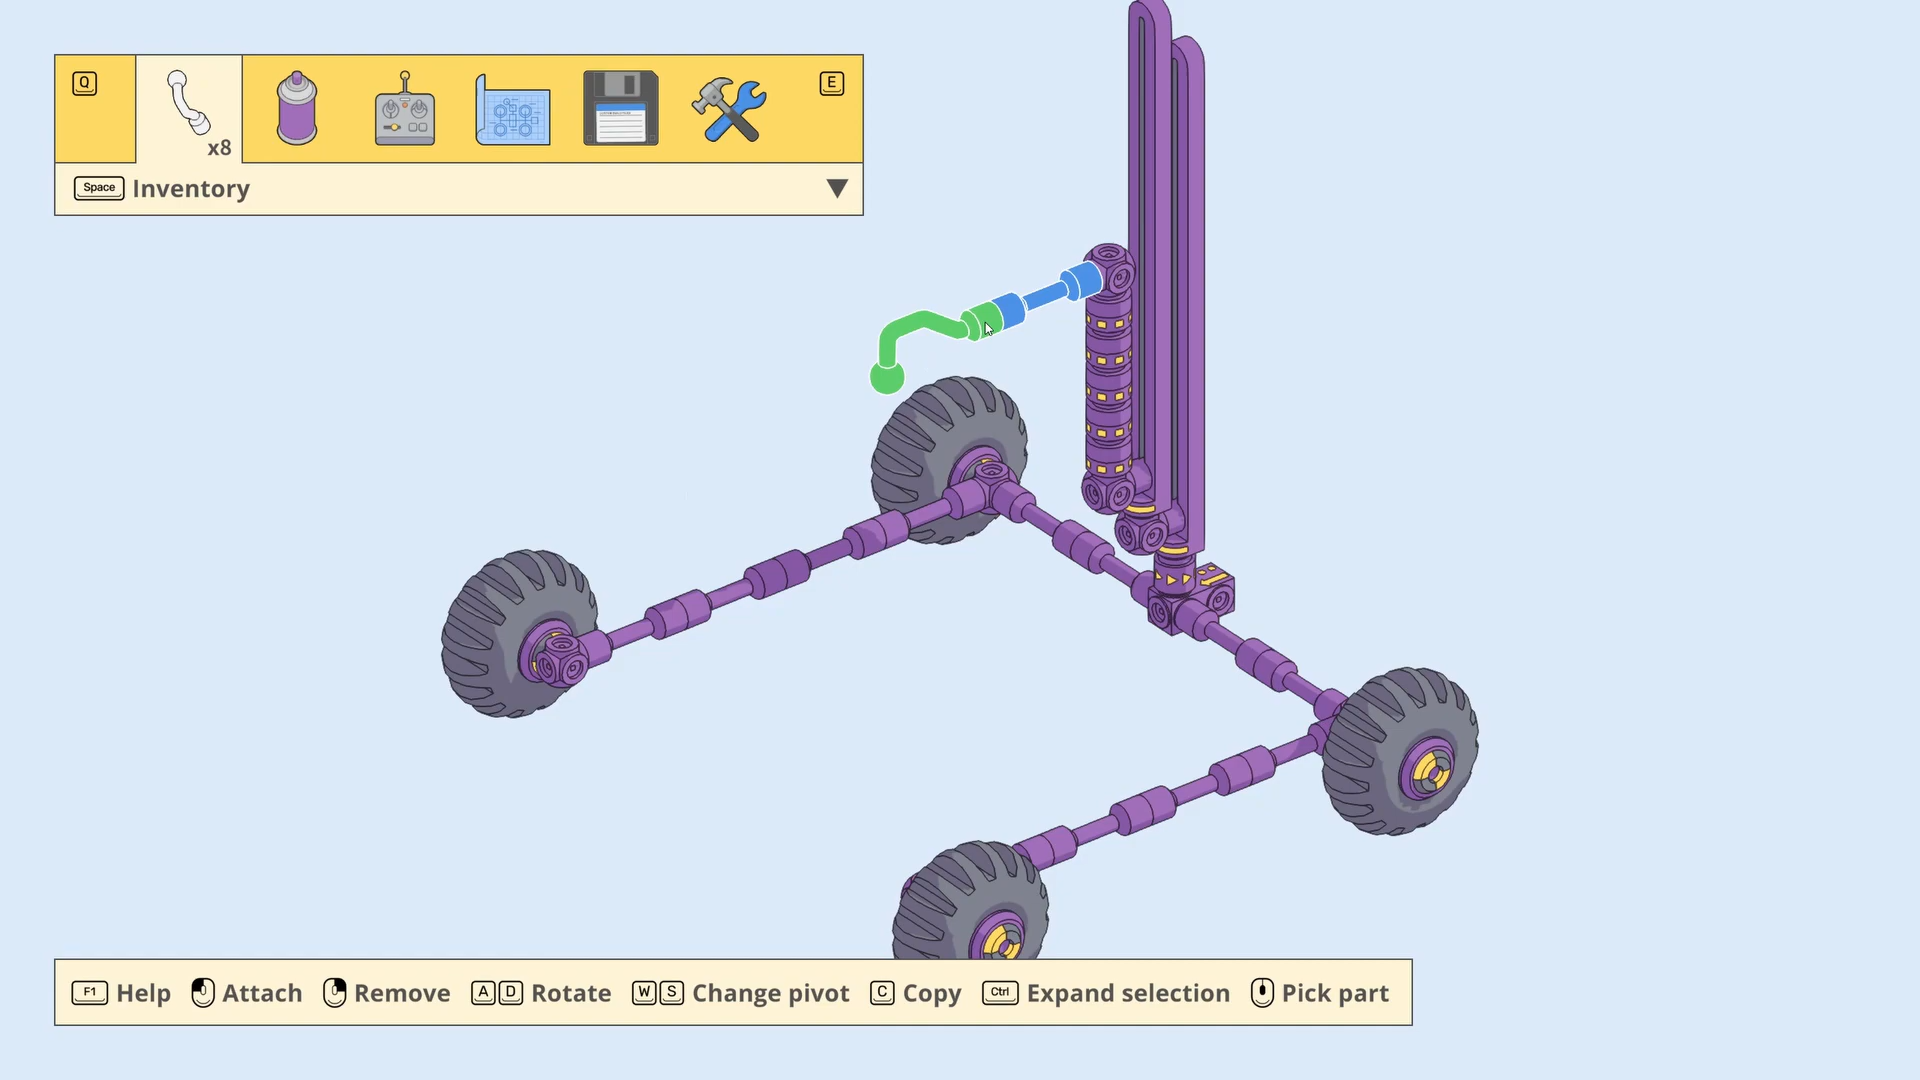 Q
E
x8
Space Inventory
F1 Help Attach Remove A D Rotate W S Change pivot C Copy Ctrl Expand selection Pick part